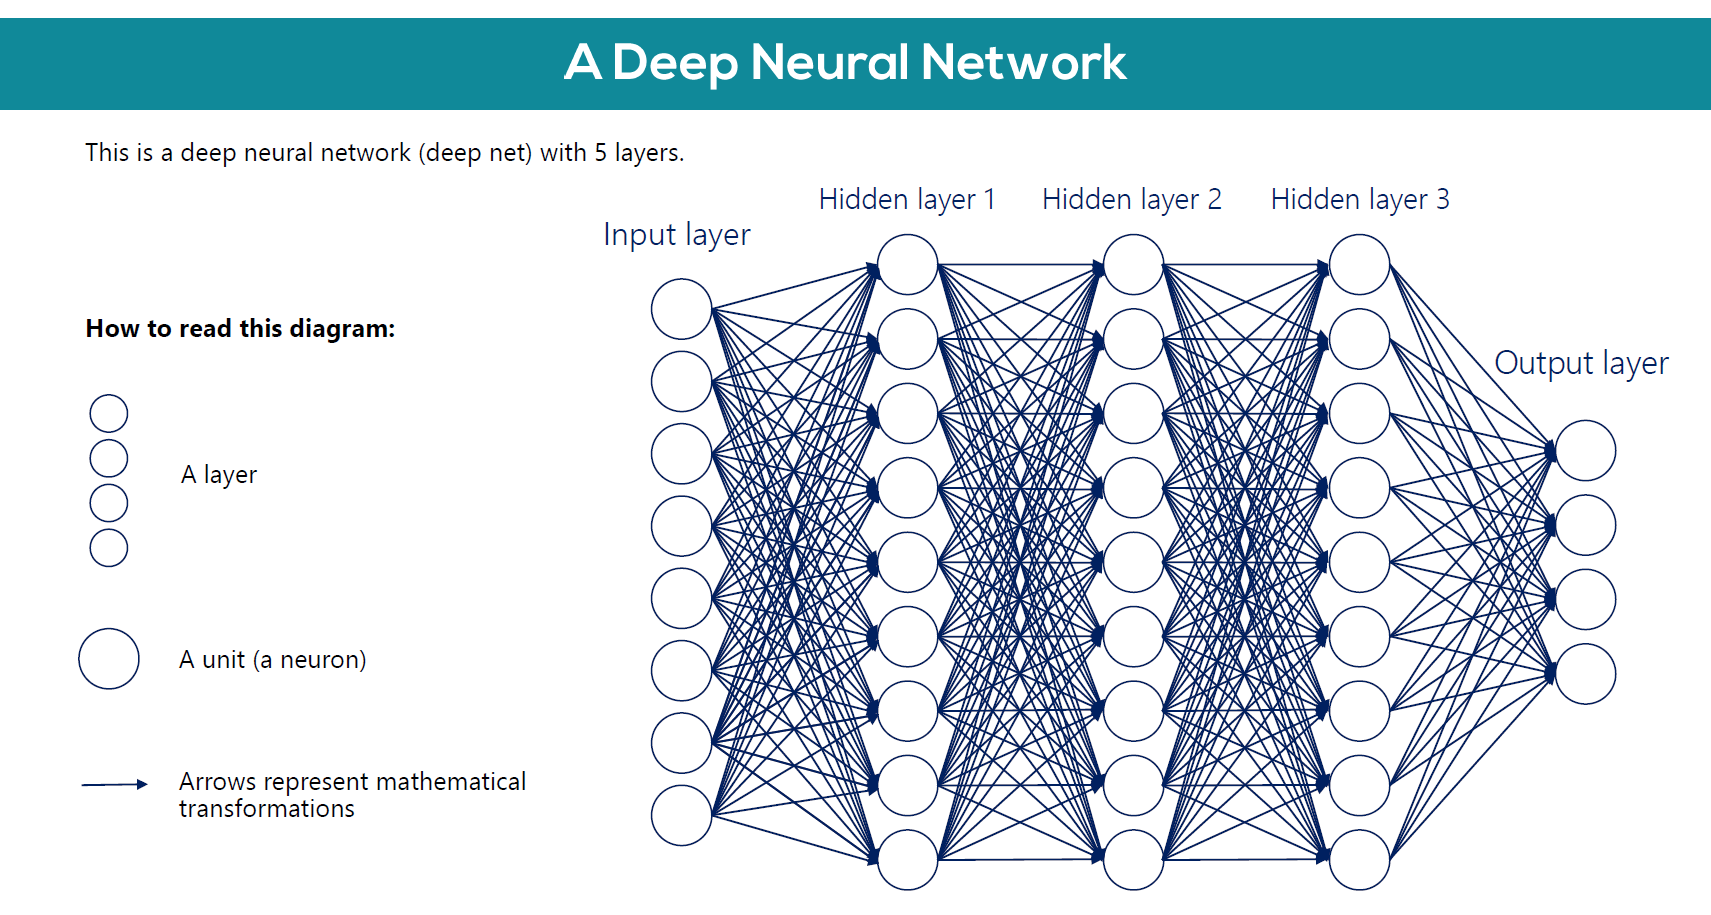 A Deep Neural Network
This is a deep neural network (deep net) with 5 layers.
Hidden layer 1
Hidden layer 2
Hidden layer 3
Input layer
Output layer
How to read this diagram:
A layer
A unit (a neuron)
Arrows represent mathematical
transformations